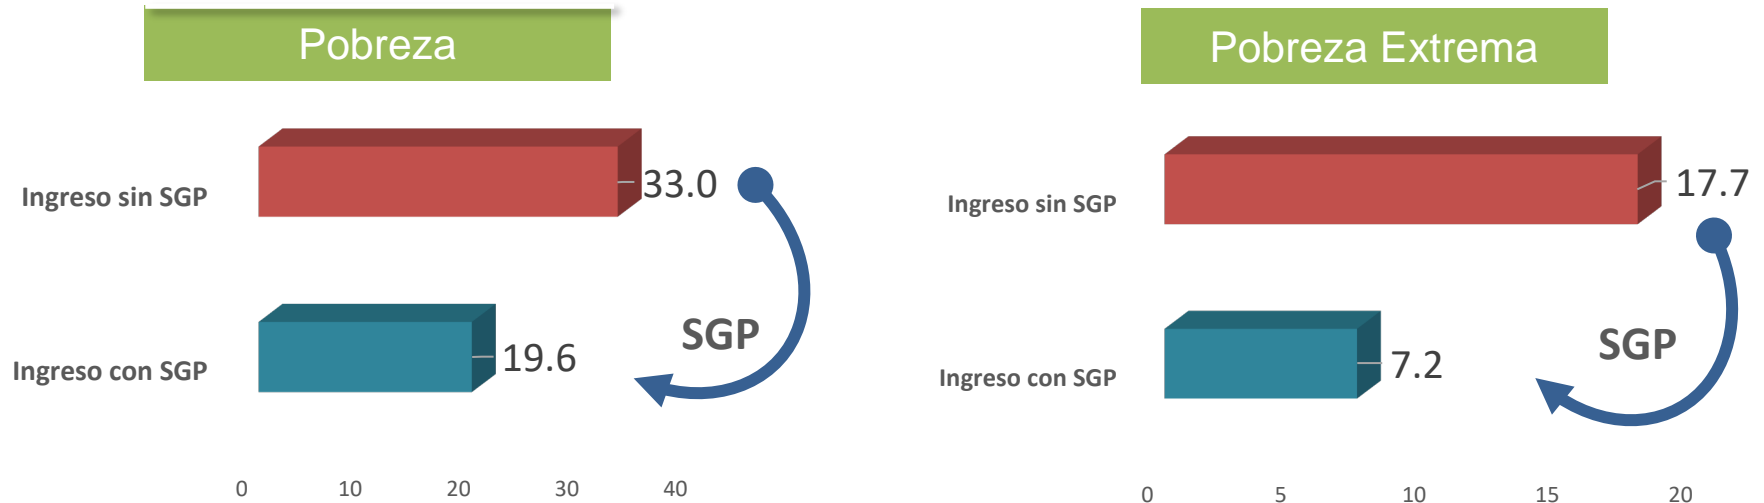 Pobreza
Ingreso sin SGP
33.0
SGP
Ingreso con SGP
19.6
0 10 20 30 40
Pobreza Extrema
Ingreso sin SGP
17.7
SGP
Ingreso con SGP
7.2
0 5 10 15 20